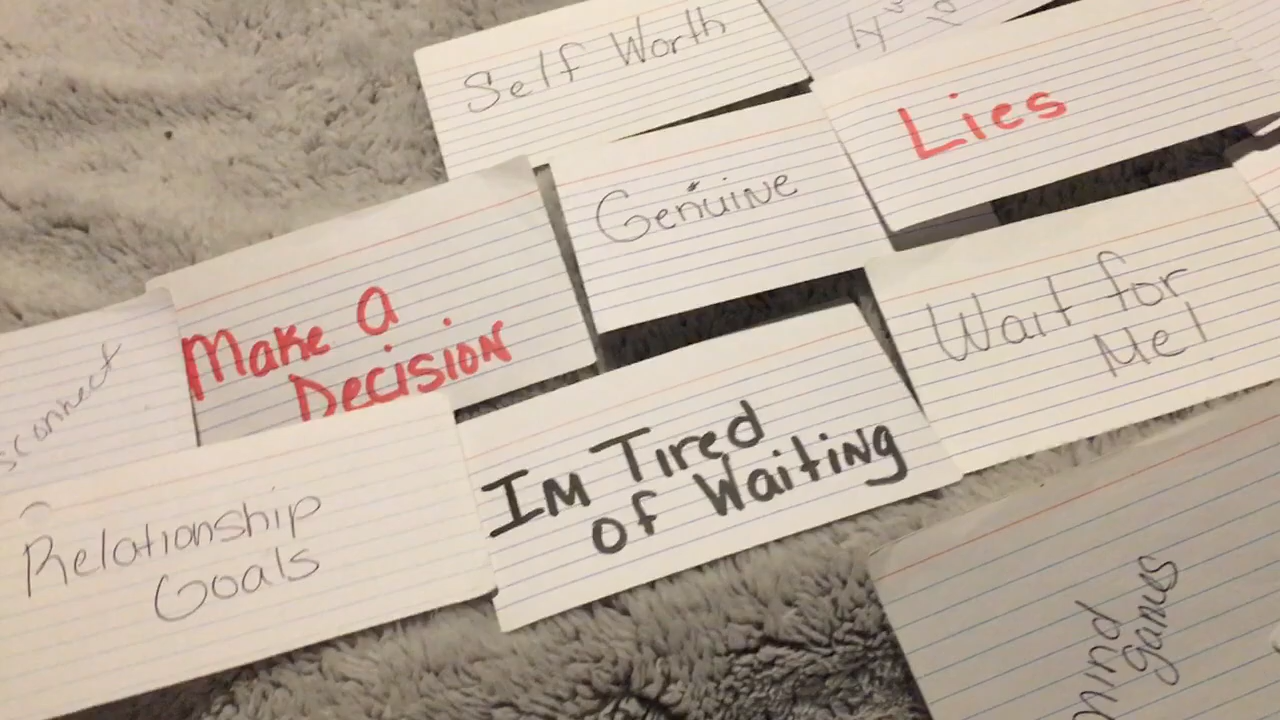 Self Worth
Lies
Genuine
Make A
Decision
Wait for
Me!
Im Tired
of Waiting
Relationship
Goals
mind
games